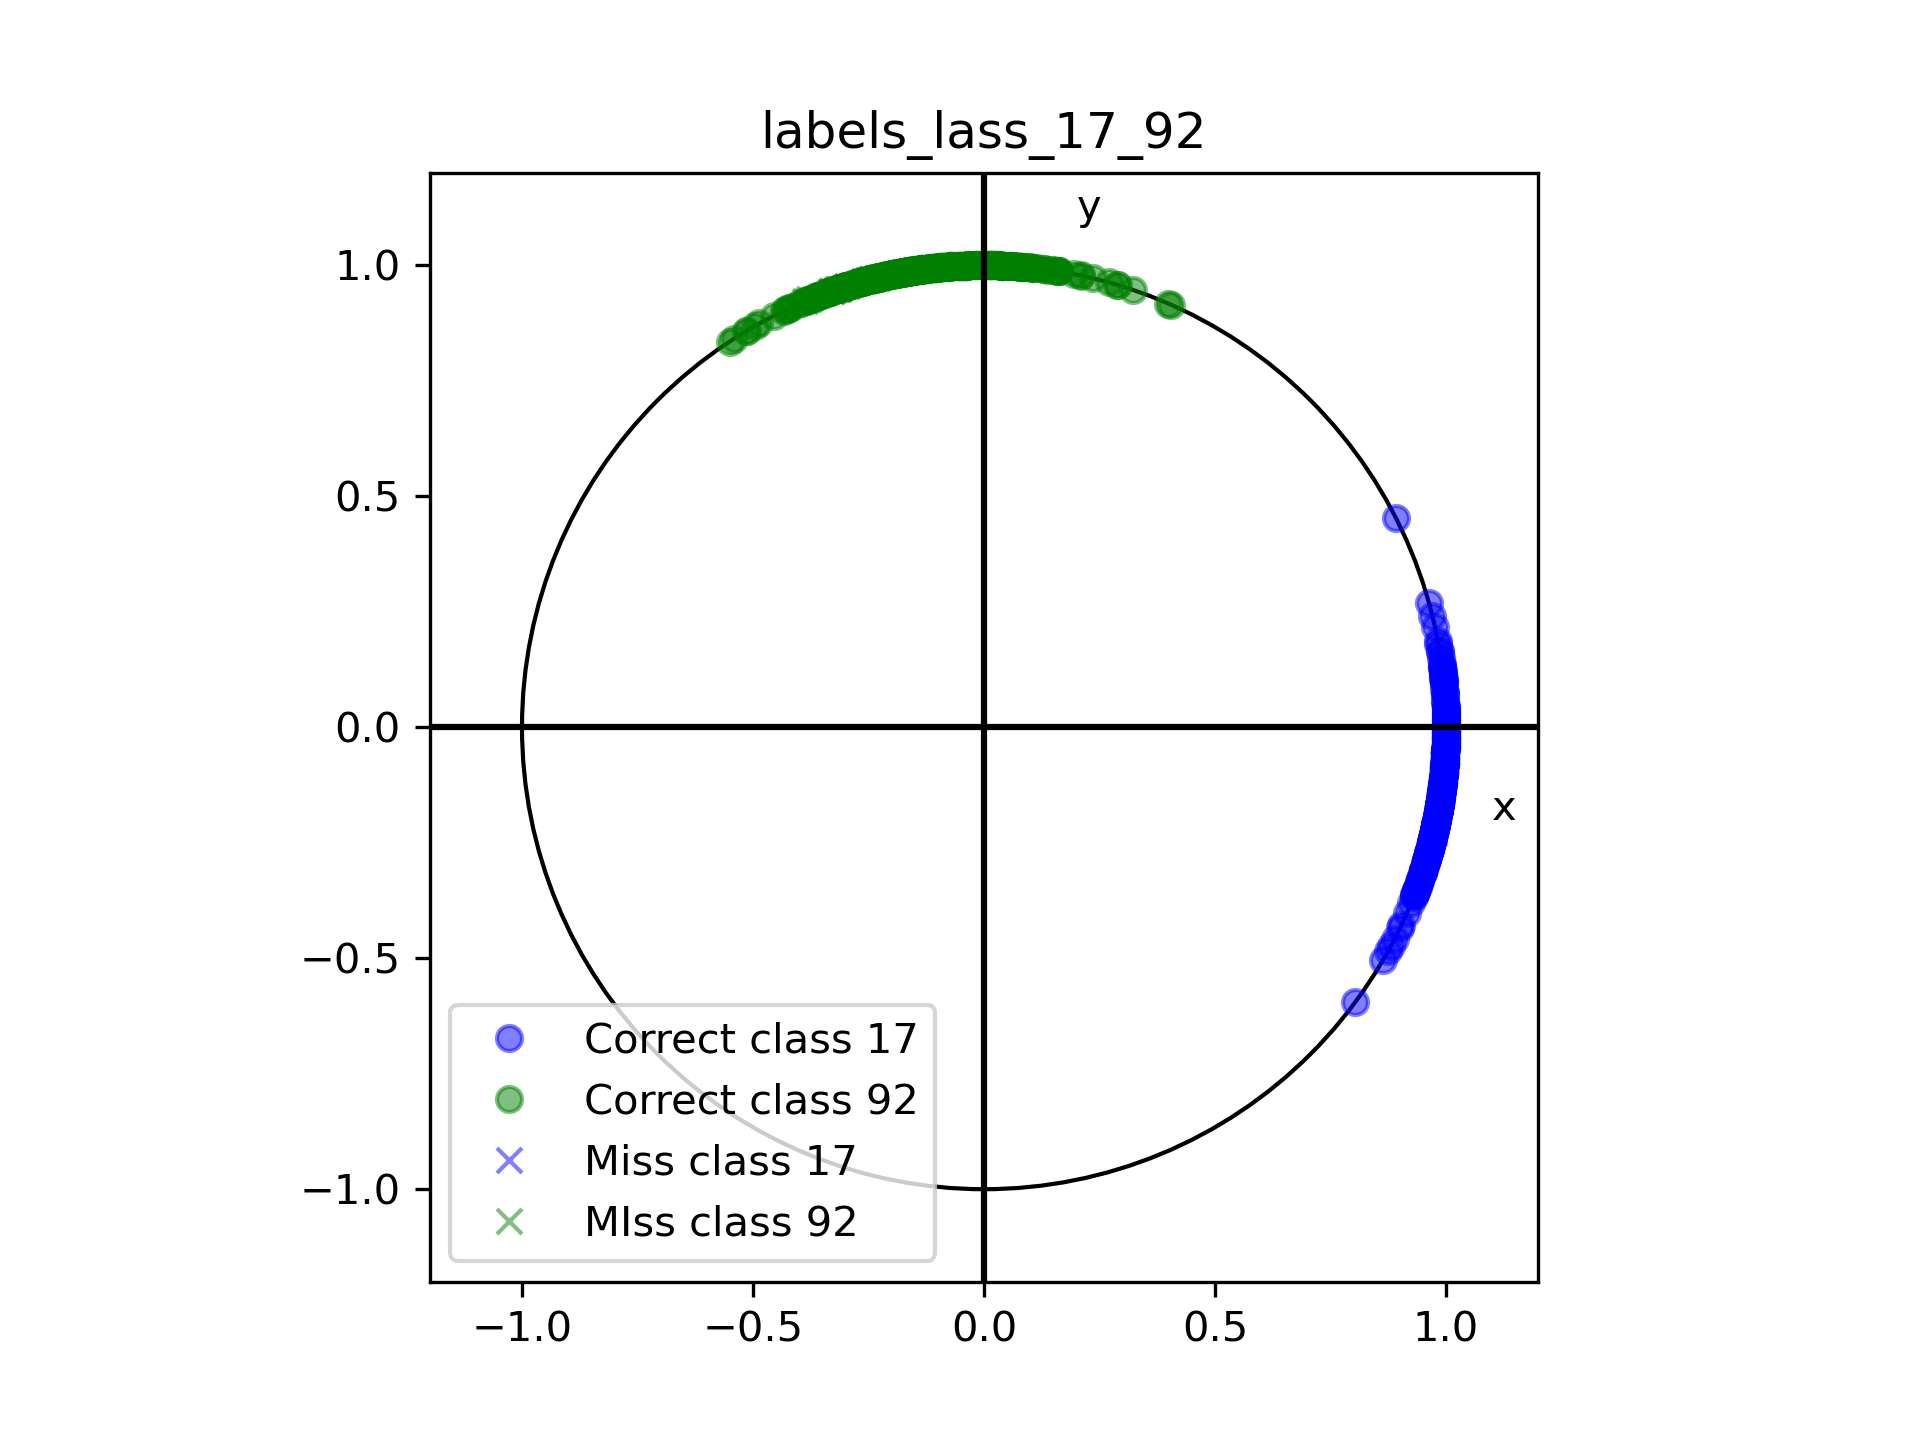 labels_lass_17_92
y
1.0
0.5
0.0
x
−0.5
−1.0
Correct class 17
Correct class 92
Miss class 17
MIss class 92
−1.0 −0.5 0.0 0.5 1.0